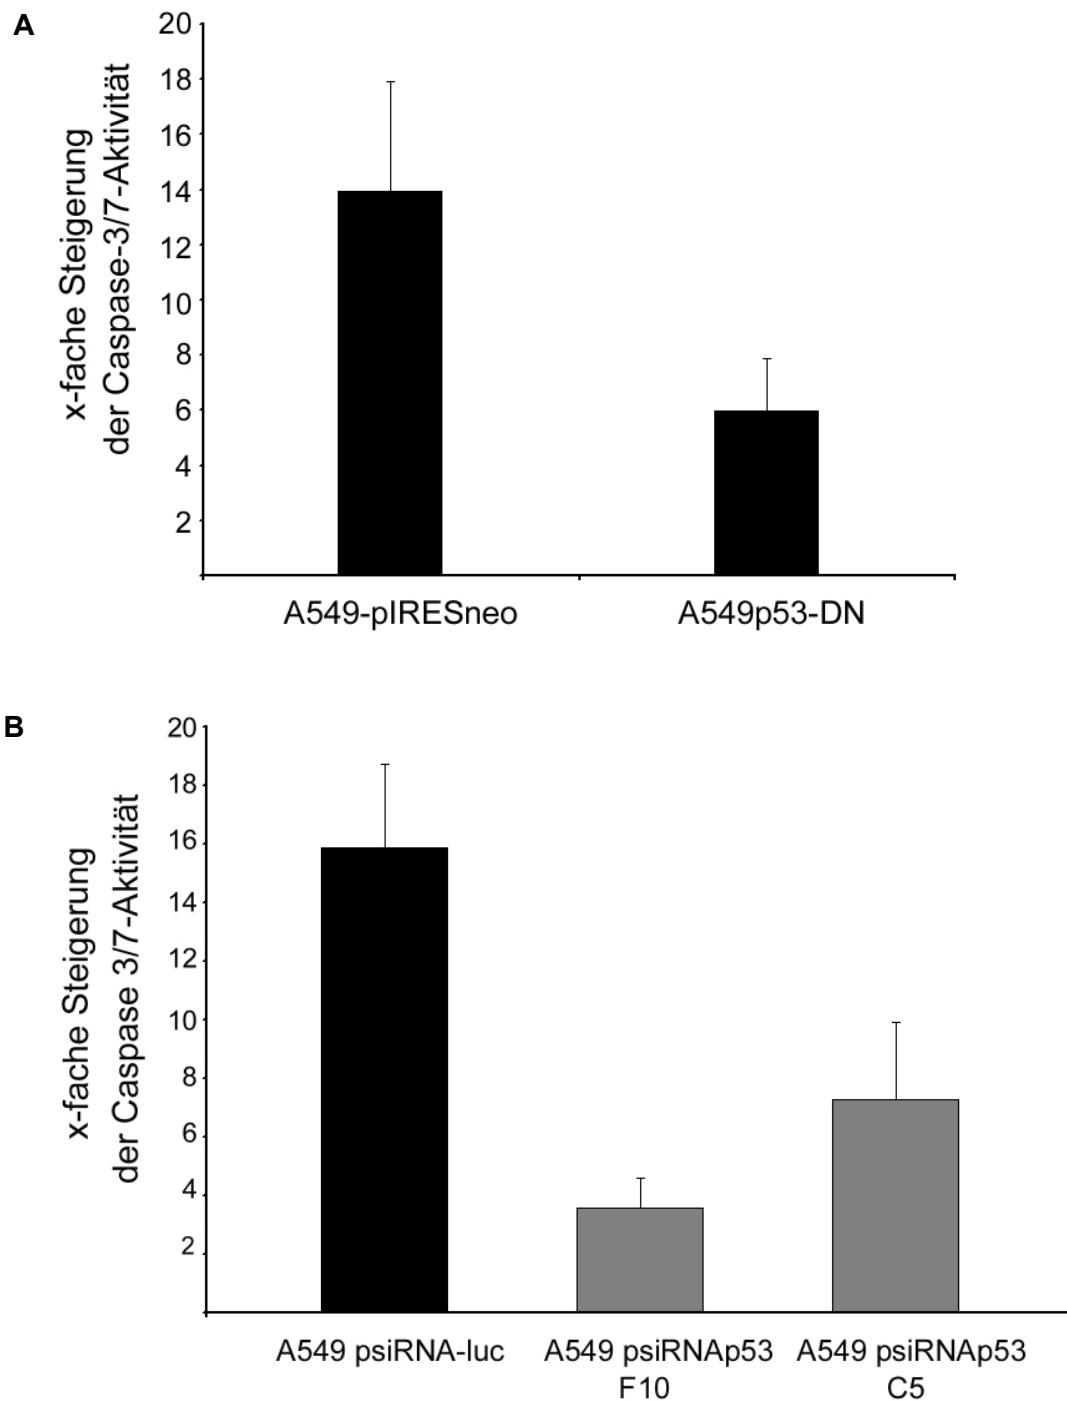 A
20
18
16
14
12
10
8
6
4
2
x-fache Steigerung
der Caspase-3/7-Aktivität
A549-pIRESneo
A549p53-DN
B
20
18
16
14
12
10
8
6
4
2
x-fache Steigerung
der Caspase 3/7-Aktivität
A549 psiRNA-luc
A549 psiRNAp53
F10
A549 psiRNAp53
C5